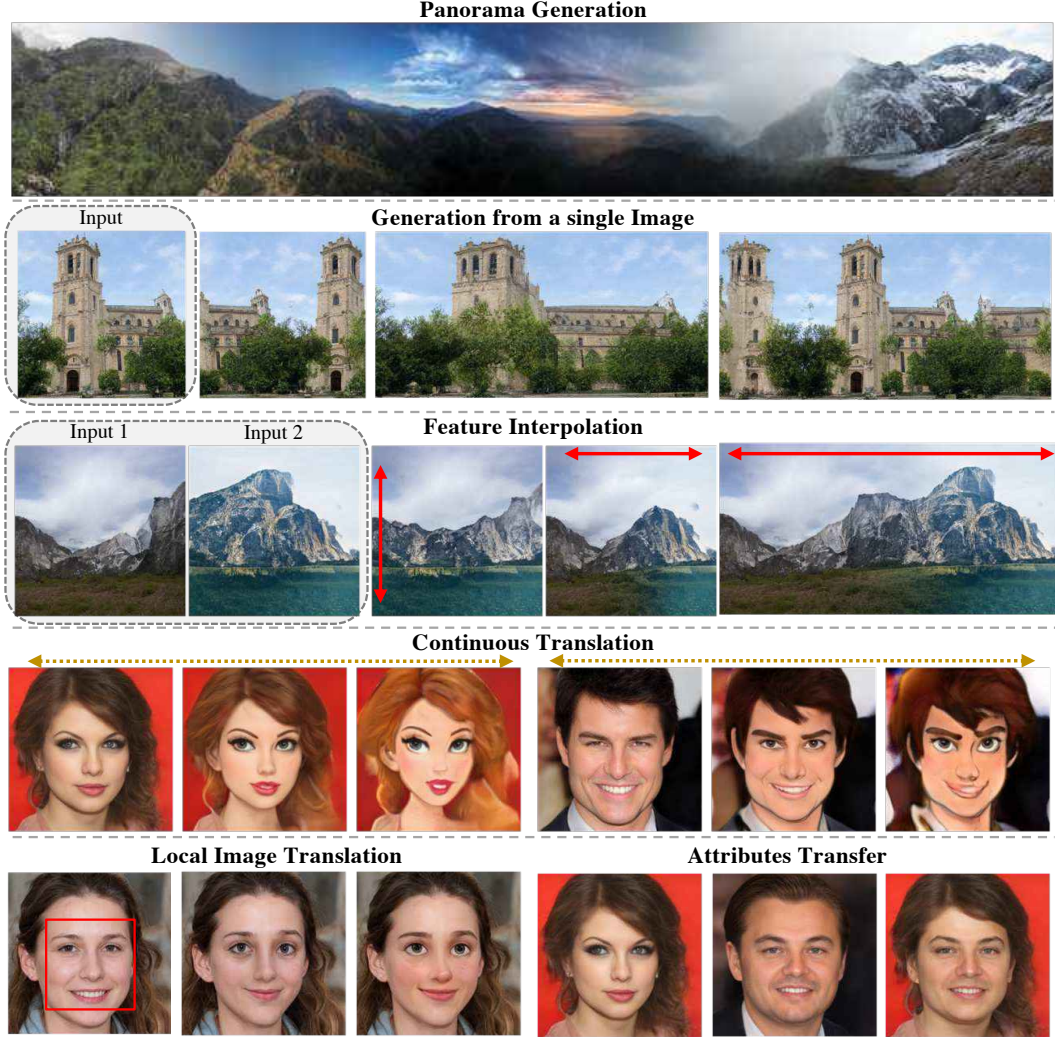 Panorama Generation
Input
Generation from a single Image
Input 1
Input 2
Feature Interpolation
Continuous Translation
Local Image Translation
Attributes Transfer